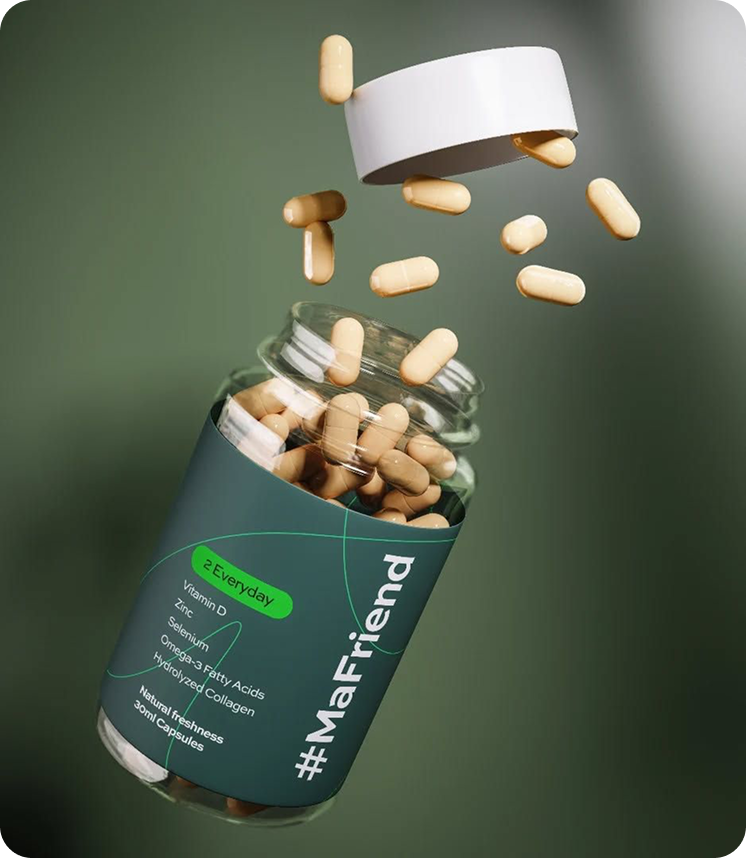 2 Everyday
Vitamin D
Zinc
Selenium
Omega-3 Fatty Acids
Hydrolyzed Collagen
Natural freshness
30ml Capsules
#MaFriend